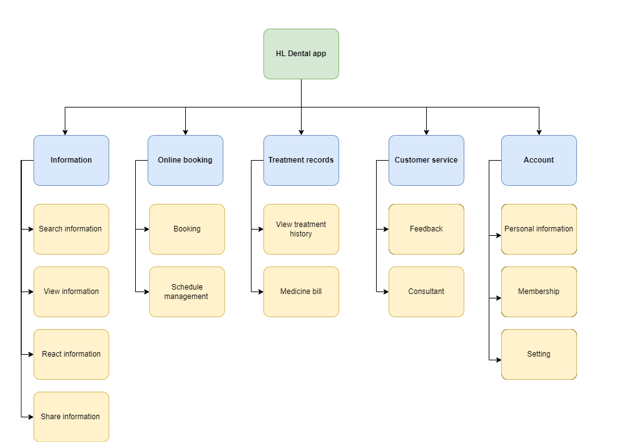 HL Dental app
Information
Online booking
Treatment records
Customer service
Account
Search information
Booking
View treatment
history
Feedback
Personal information
View information
Schedule
management
Medicine bill
Consultant
Membership
React information
Setting
Share information